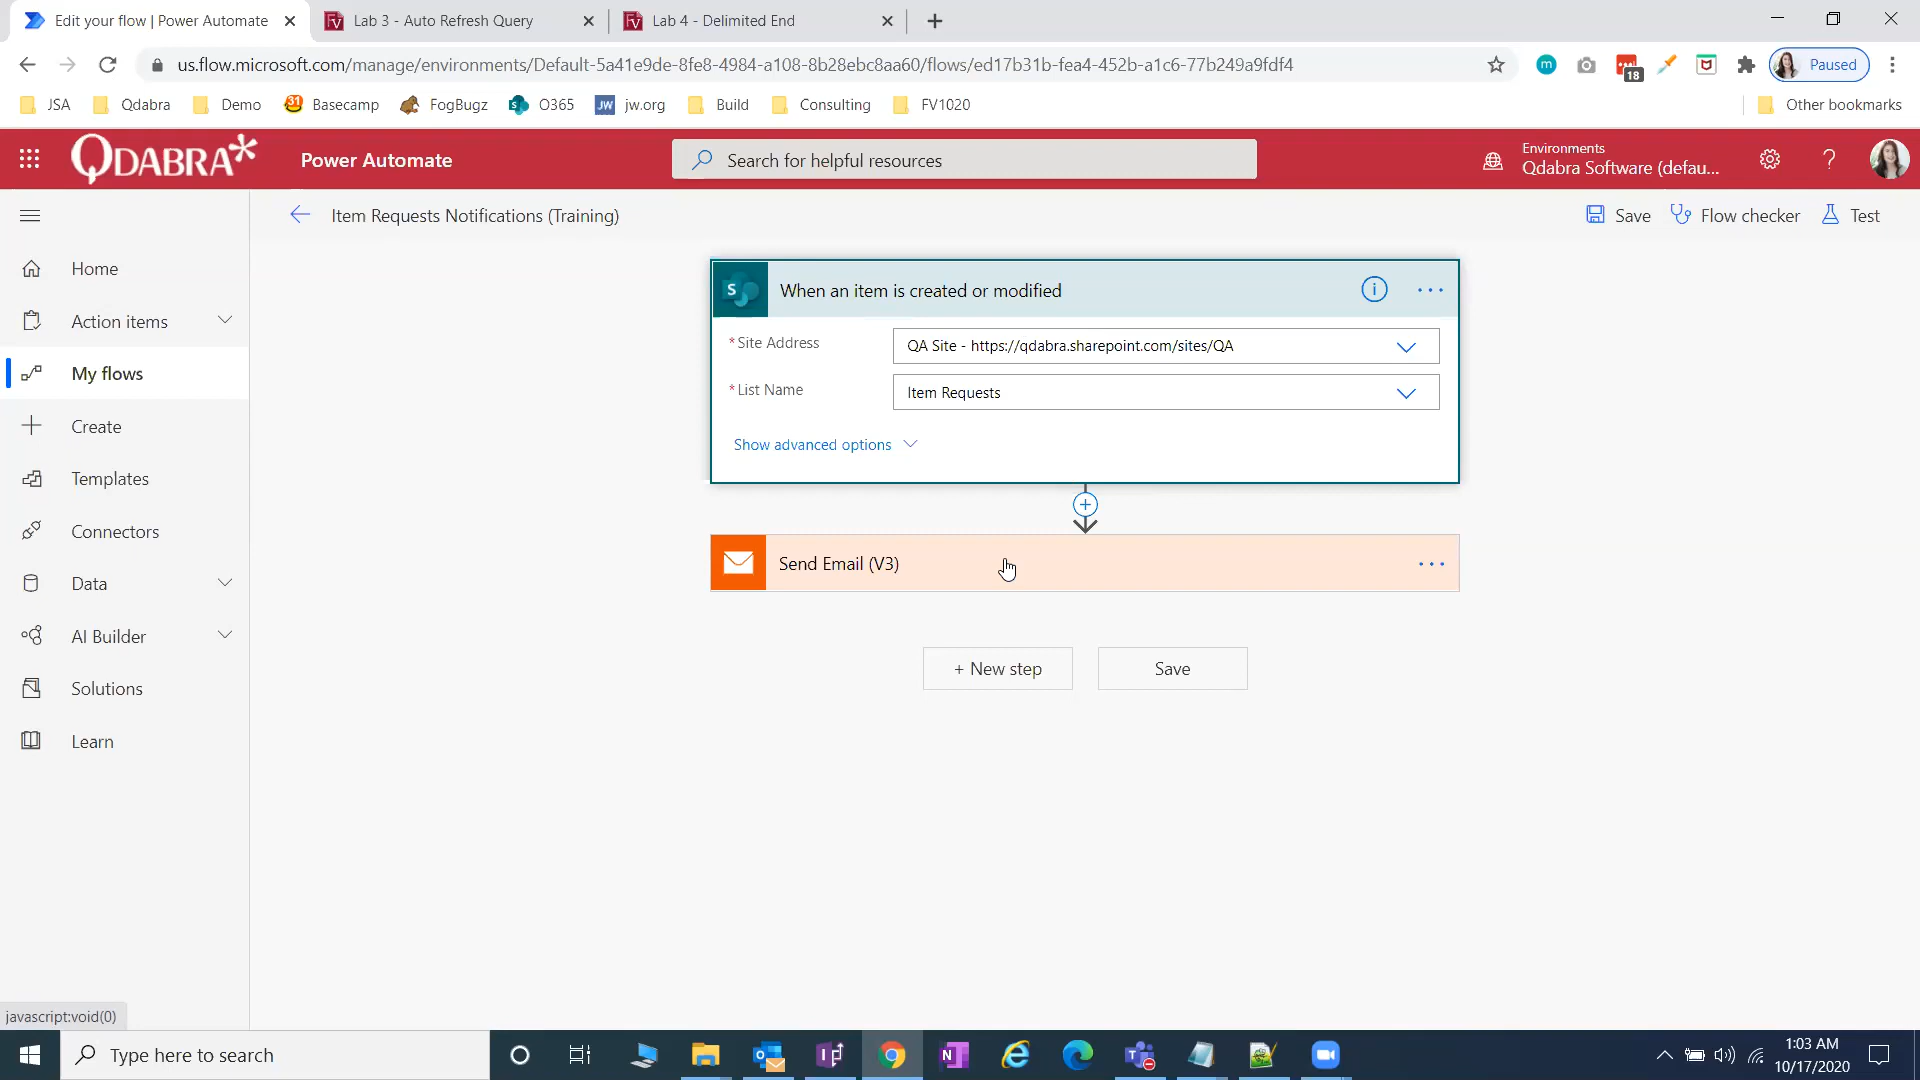 Edit your flow | Power Automate
Lab 3 - Auto Refresh Query
Lab 4 - Delimited End
us.flow.microsoft.com/manage/environments/Default-5a41e9de-8fe8-4984-a108-8b28ebc8aa60/flows/ed17b31b-fea4-452b-a1c6-77b249a9fdf4
m
18
Paused
JSA
Qdabra
Demo
31
Basecamp
FogBugz
O365
JW
jw.org
Build
Consulting
FV1020
Other bookmarks
QDABRA*
Power Automate
Search for helpful resources
Environments
Qdabra Software (defau...
Item Requests Notifications (Training)
Save
Flow checker
Test
Home
Action items
My flows
Create
Templates
Connectors
Data
AI Builder
Solutions
Learn
S
When an item is created or modified
*Site Address
QA Site - https://qdabra.sharepoint.com/sites/QA
*List Name
Item Requests
Show advanced options
Send Email (V3)
+ New step
Save
javascript:void(0)
Type here to search
1:03 AM
10/17/2020